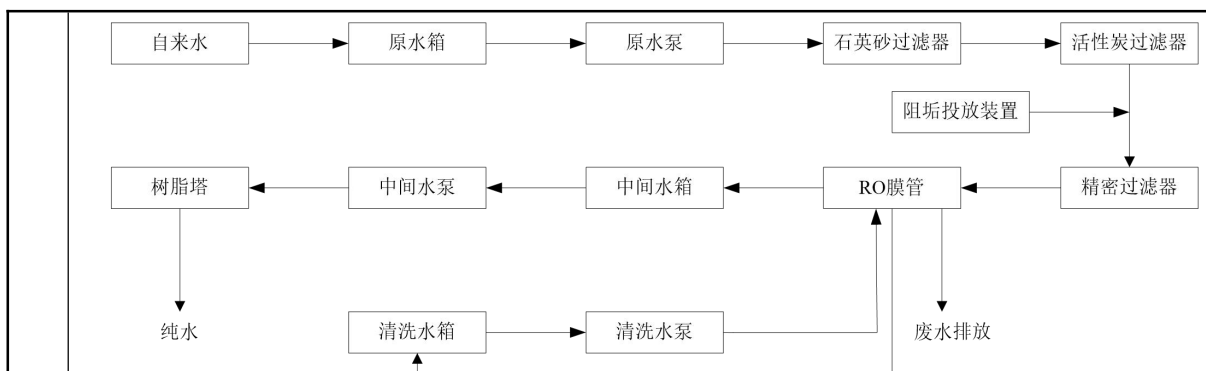 自来水
原水箱
原水泵
石英砂过滤器
活性炭过滤器
阻垢投放装置
树脂塔
中间水泵
中间水箱
RO膜管
精密过滤器
纯水
清洗水箱
清洗水泵
废水排放